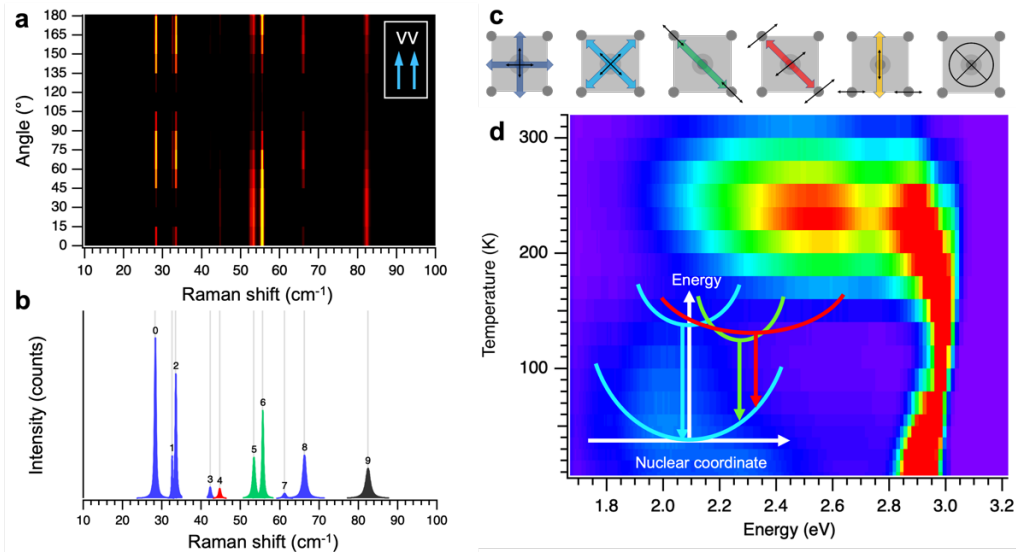 a
180
165
150
135
120
105
90
75
60
45
30
15
0
Angle (°)
VV
10 20 30 40 50 60 70 80 90 100
Raman shift (cm-1)
b
Intensity (counts)
0
1
2
3
4
5
6
7
8
9
10 20 30 40 50 60 70 80 90 100
Raman shift (cm-1)
c
d
300
200
100
Temperature (K)
Energy
Nuclear coordinate
1.8 2.0 2.2 2.4 2.6 2.8 3.0 3.2
Energy (eV)